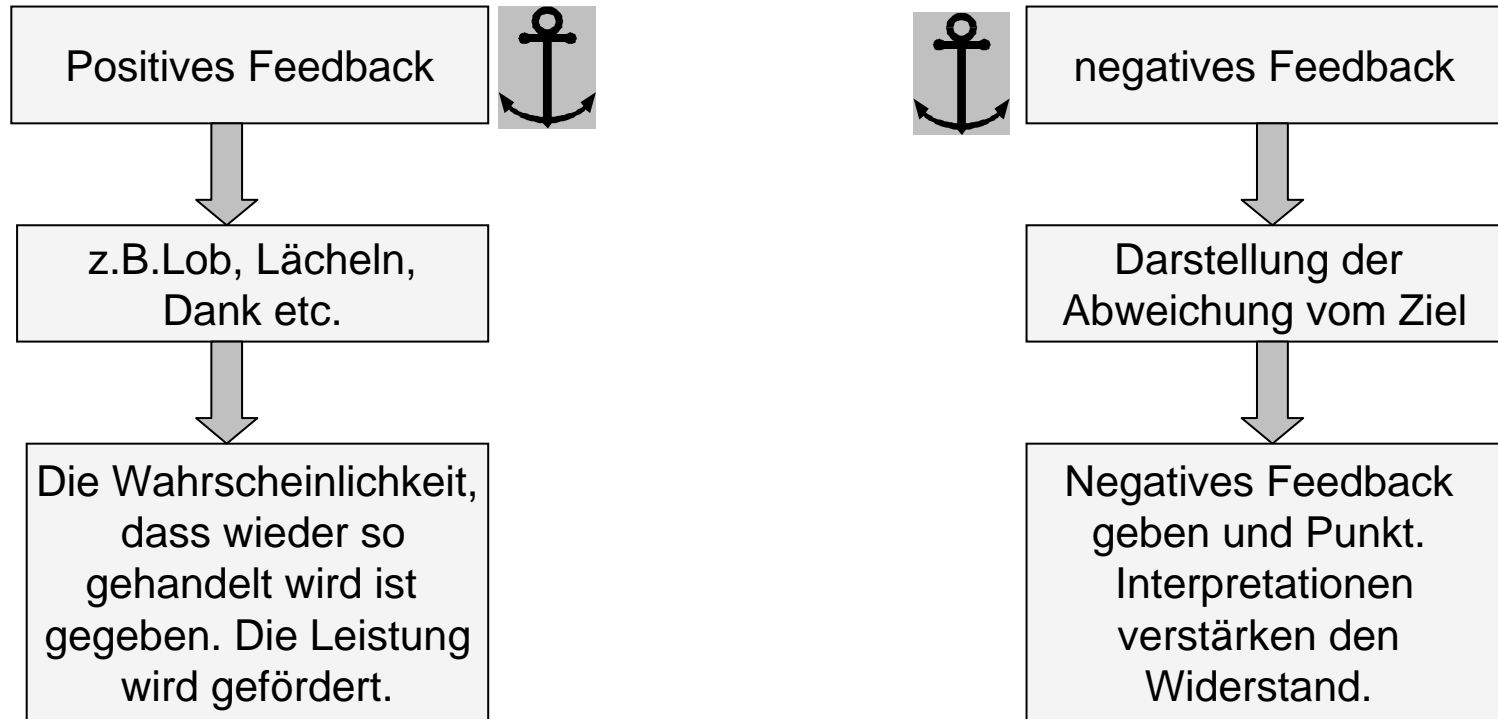 Positives Feedback
z.B.Lob, Lächeln,
Dank etc.
Die Wahrscheinlichkeit,
dass wieder so
gehandelt wird ist
gegeben. Die Leistung
wird gefördert.
negatives Feedback
Darstellung der
Abweichung vom Ziel
Negatives Feedback
geben und Punkt.
Interpretationen
verstärken den
Widerstand.